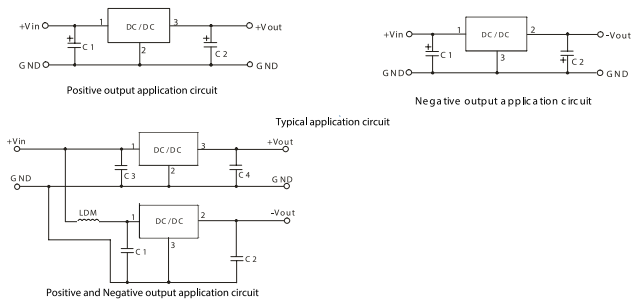 +Vin 1 DC/DC 3 +Vout
+ C1 2 + C2
GND GND
Positive output application circuit
+Vin 1 DC/DC 2 -Vout
+ C1 3 + C2
GND GND
Negative output application circuit
Typical application circuit
+Vin 1 DC/DC 3 +Vout
C3 2 C4
GND GND
LDM 1 DC/DC 2 -Vout
C1 3 C2
Positive and Negative output application circuit